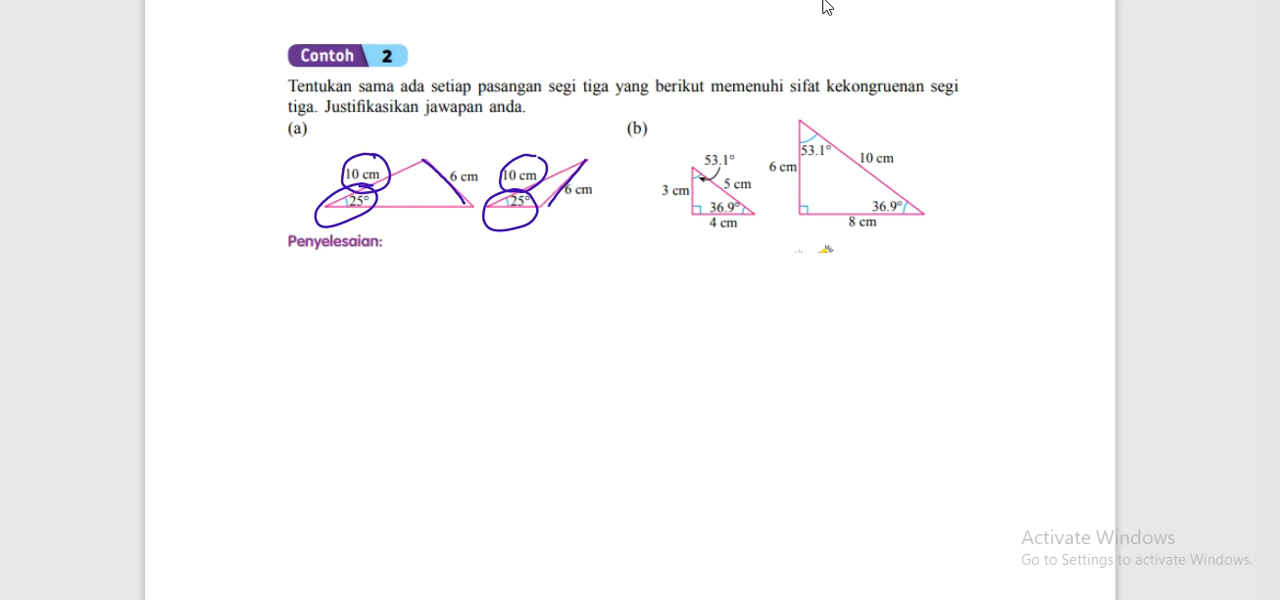 Contoh 2
Tentukan sama ada setiap pasangan segi tiga yang berikut memenuhi sifat kekongruenan segi
tiga. Justifikasikan jawapan anda.
(a)
(b)
10 cm
25°
6 cm
10 cm
25°
6 cm
53.1°
3 cm
5 cm
36.9°
4 cm
53.1°
6 cm
10 cm
36.9°
8 cm
Penyelesaian:
Activate Windows
Go to Settings to activate Windows.